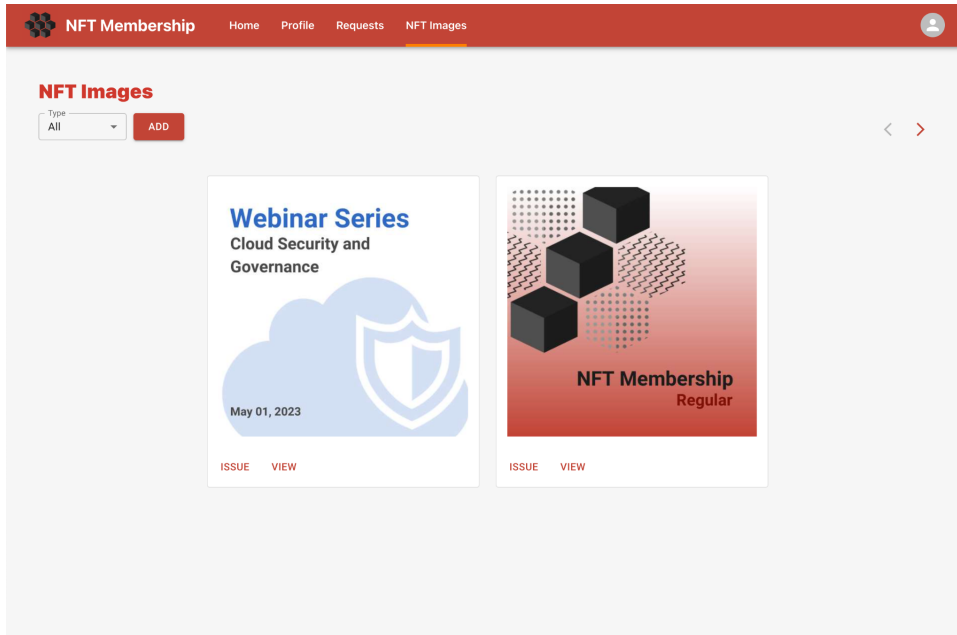 NFT Membership
Home
Profile
Requests
NFT Images
NFT Images
Type
All
ADD
Webinar Series
Cloud Security and
Governance
May 01, 2023
ISSUE
VIEW
NFT Membership
Regular
ISSUE
VIEW